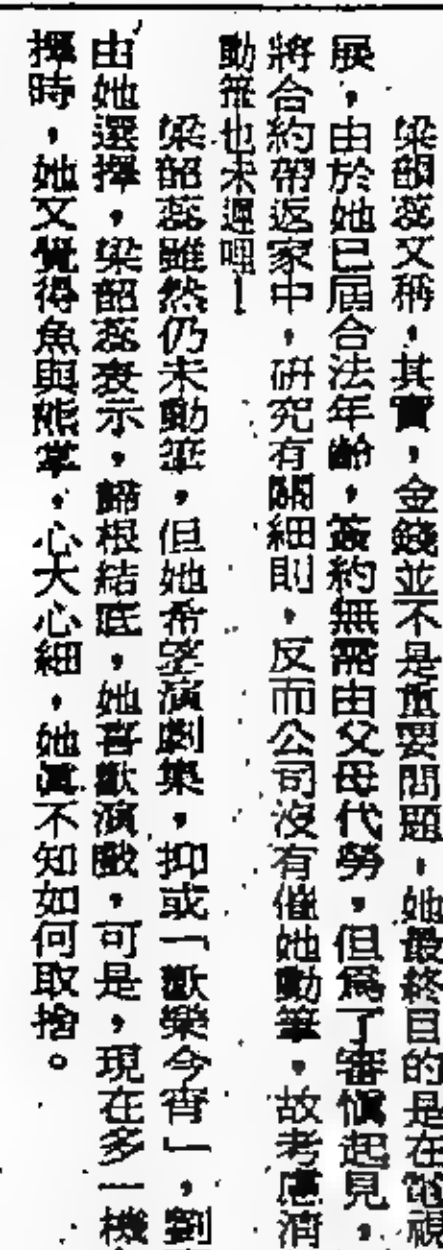 梁韶蕊又稱，其實，金錢並不是重要問題，她最終目的是在電視
展，由於她已屆合法年齡，簽約無需由父母代勞，但爲了審愼起見，
將合約帶返家中，研究有關細則，反而公司沒有催她動筆，故考慮淸
動筆也未遲哩！
梁韶蕊雖然仍未動筆，但她希望演劇集，抑或「歡樂今宵」，劉
由她選擇，梁韶蕊表示，歸根結底，她喜歡演戲，可是，現在多一機
擇時，她又覺得魚與熊掌，心大心細，她眞不知如何取捨。